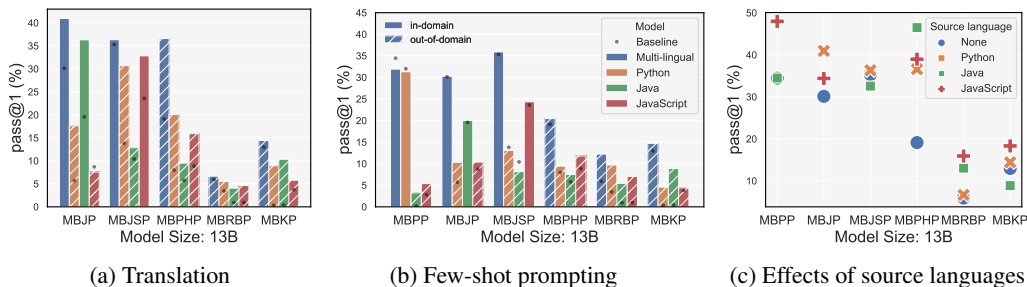 pass@1 (%)
40
35
30
25
20
15
10
5
0
MBJP MBJSP MBPHP MBRBP MBKP
Model Size: 13B
(a) Translation
pass@1 (%)
45
40
35
30
25
20
15
10
5
0
in-domain
out-of-domain
Model
Baseline
Multi-lingual
Python
Java
JavaScript
MBPP MBJP MBJSP MBPHP MBRBP MBKP
Model Size: 13B
(b) Few-shot prompting
pass@1 (%)
50
40
30
20
10
Source language
None
Python
Java
JavaScript
MBPP MBJP MBJSP MBPHP MBRBP MBKP
Model Size: 13B
(c) Effects of source languages